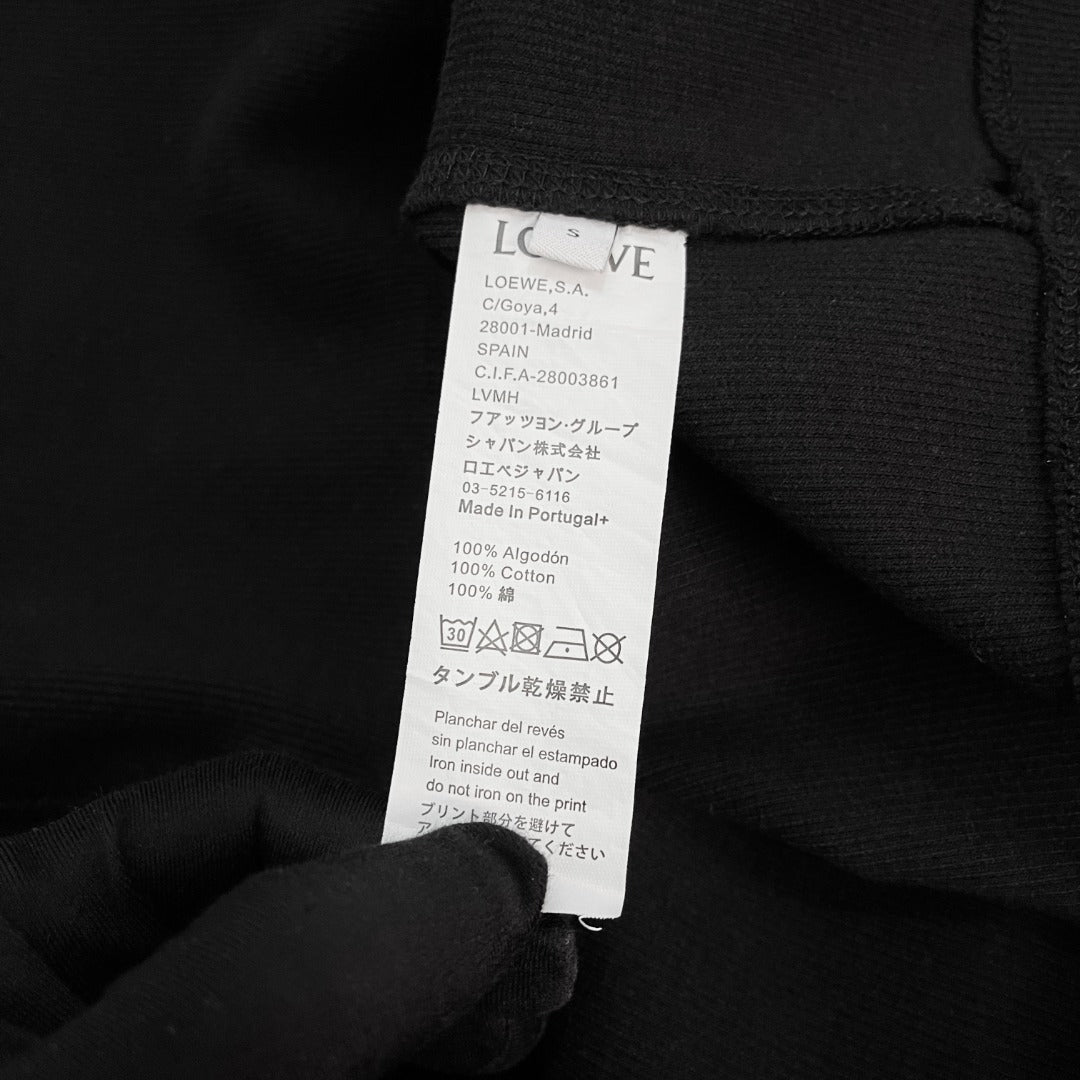 S
LOEWE,S.A.
C/Goya,4
28001-Madrid
SPAIN
C.I.F.A-28003861
LVMH
フアッツヨン·グループ
シャパン株式会社
ロエベジャパン
03-5215-6116
Made In Portugal+
100% Algodón
100% Cotton
100% 綿
30
タンブル乾燥禁止
Planchar del revés
sin planchar el estampado
Iron inside out and
do not iron on the print
プリント部分を避けて
ください